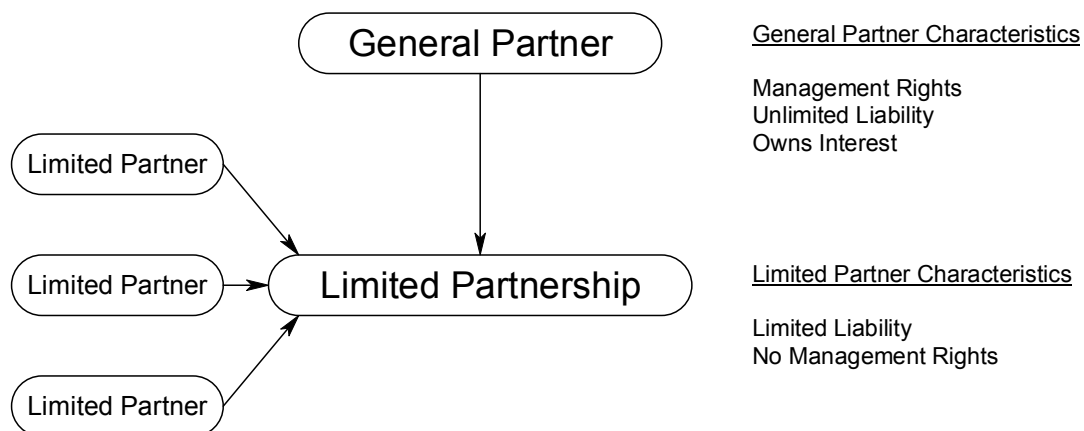 General Partner
General Partner Characteristics
Management Rights
Unlimited Liability
Owns Interest
Limited Partner
Limited Partner
Limited Partnership
Limited Partner Characteristics
Limited Liability
No Management Rights
Limited Partner